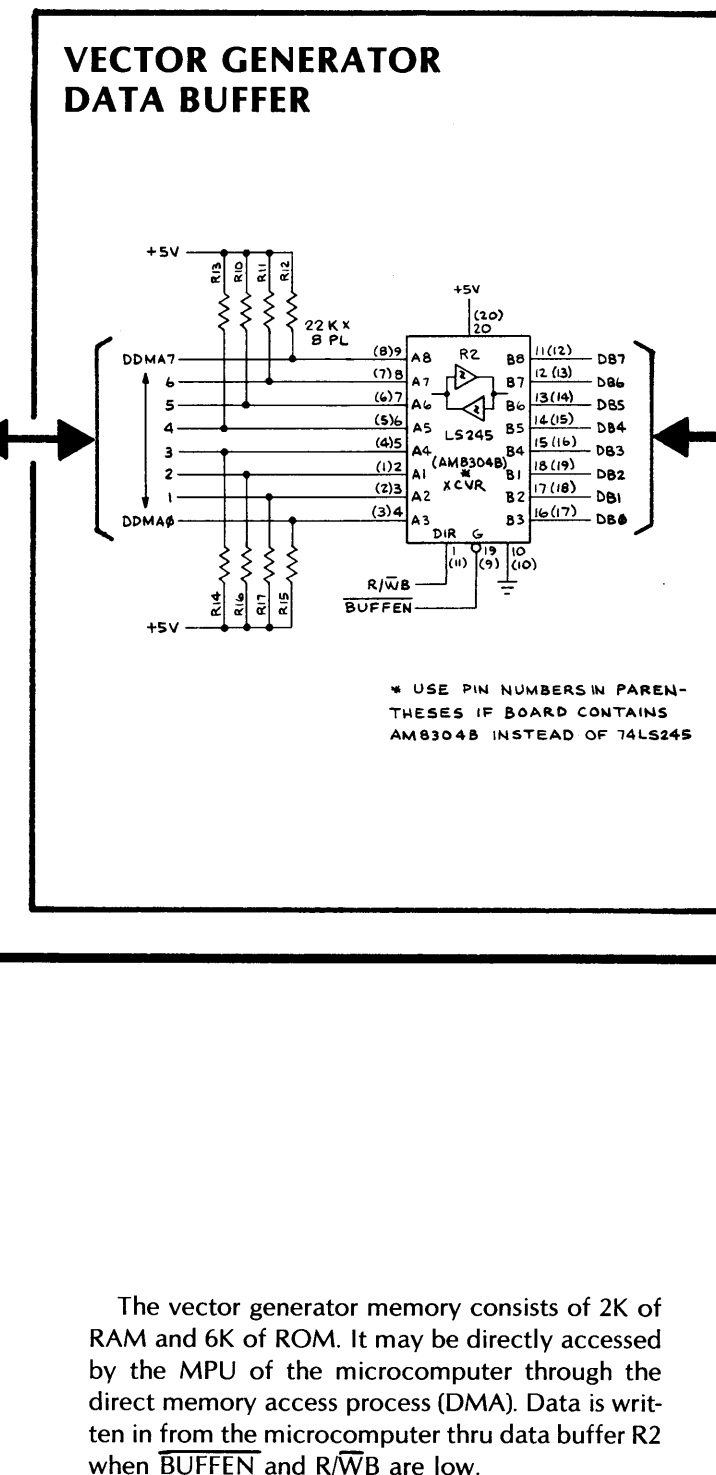 VECTOR GENERATOR
DATA BUFFER
+5V
R13 R10 R11 R12
22K x
8 PL
+5V
(20)
20
DDMA7 (8)9 A8 R2 B8 11(12) DB7
6 (7)8 A7 B7 12(13) DB6
5 (6)7 A6 B6 13(14) DB5
4 (5)6 A5 LS245 B5 14(15) DB4
3 (4)5 A4 B4 15(16) DB3
2 (1)2 A1 (AM8304B) B1 18(19) DB2
1 (2)3 A2 * XCVR B2 17(18) DB1
DDMA0 (3)4 A3 B3 16(17) DB0
DIR G
1 19 10
(11) (9) (10)
R/W̅B
B̅U̅F̅F̅E̅N̅
R14 R16 R17 R15
+5V
* USE PIN NUMBERS IN PAREN-
THESES IF BOARD CONTAINS
AM8304B INSTEAD OF 74LS245
The vector generator memory consists of 2K of
RAM and 6K of ROM. It may be directly accessed
by the MPU of the microcomputer through the
direct memory access process (DMA). Data is writ-
ten in from the microcomputer thru data buffer R2
when B̅U̅F̅F̅E̅N̅ and R/W̅B are low.